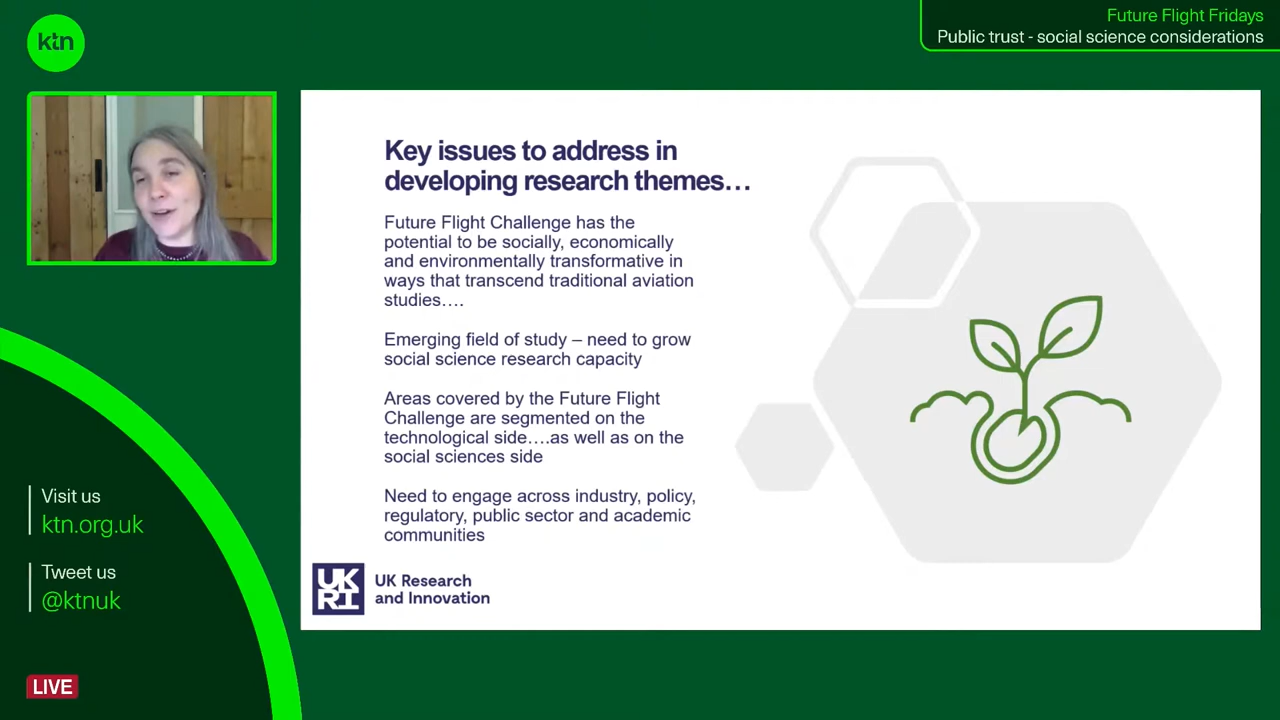 ktn
Future Flight Fridays
Public trust - social science considerations
Key issues to address in
developing research themes…
Future Flight Challenge has the
potential to be socially, economically
and environmentally transformative in
ways that transcend traditional aviation
studies….
Emerging field of study – need to grow
social science research capacity
Areas covered by the Future Flight
Challenge are segmented on the
technological side….as well as on the
social sciences side
Need to engage across industry, policy,
regulatory, public sector and academic
communities
UK
RI
UK Research
and Innovation
Visit us
ktn.org.uk
Tweet us
@ktnuk
LIVE